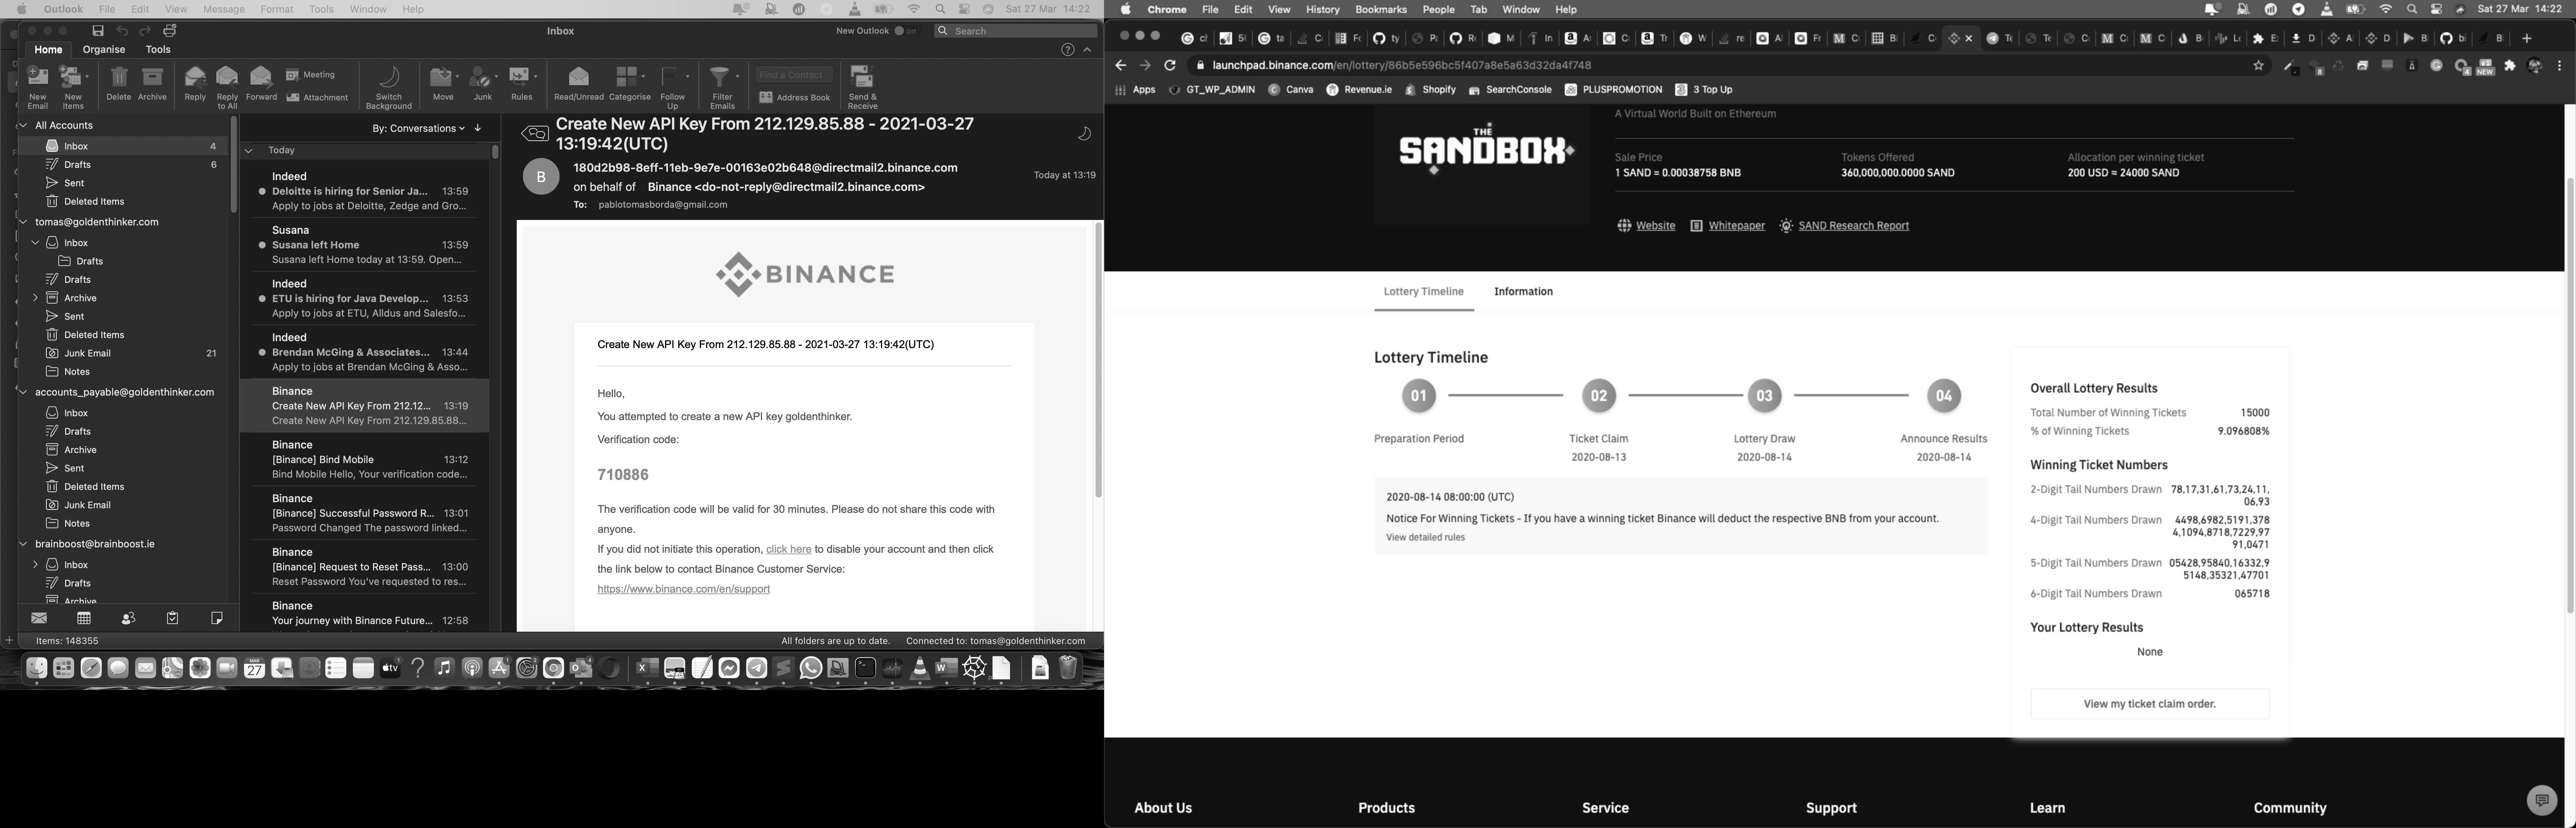 Outlook File Edit View Message Format Tools Window Help
Sat 27 Mar 14:22
Inbox
New Outlook
Search
Home Organise Tools
New Email
New Items
Delete
Archive
Reply
Reply to All
Forward
Meeting
Attachment
Switch Background
Move
Junk
Rules
Read/Unread
Categorise
Follow Up
Filter Emails
Find a Contact
Address Book
Send & Receive
All Accounts
Inbox 4
Drafts 6
Sent
Deleted Items
tomas@goldenthinker.com
Inbox
Drafts
Drafts
Archive
Sent
Deleted Items
Junk Email 21
Notes
accounts_payable@goldenthinker.com
Inbox
Drafts
Archive
Sent
Deleted Items
Junk Email
Notes
brainboost@brainboost.ie
Inbox
Drafts
Archive
Items: 148355
By: Conversations
Today
Indeed
Deloitte is hiring for Senior Ja... 13:59
Apply to jobs at Deloitte, Zedge and Gro...
Susana
Susana left Home 13:59
Susana left Home today at 13:59. Open...
Indeed
ETU is hiring for Java Develop... 13:53
Apply to jobs at ETU, Alldus and Salesfo...
Indeed
Brendan McGing & Associates... 13:44
Apply to jobs at Brendan McGing & Asso...
Binance
Create New API Key From 212.12... 13:19
Create New API Key From 212.129.85.88...
Binance
[Binance] Bind Mobile 13:12
Bind Mobile Hello, Your verification code...
Binance
[Binance] Successful Password R... 13:01
Password Changed The password linked...
Binance
[Binance] Request to Reset Pass... 13:00
Reset Password You've requested to res...
Binance
Your journey with Binance Future... 12:58
Create New API Key From 212.129.85.88 - 2021-03-27
13:19:42(UTC)
B
180d2b98-8eff-11eb-9e7e-00163e02b648@directmail2.binance.com
on behalf of Binance <do-not-reply@directmail2.binance.com>
Today at 13:19
To: pablotomasborda@gmail.com
BINANCE
Create New API Key From 212.129.85.88 - 2021-03-27 13:19:42(UTC)
Hello,
You attempted to create a new API key goldenthinker.
Verification code:
710886
The verification code will be valid for 30 minutes. Please do not share this code with
anyone.
If you did not initiate this operation, click here to disable your account and then click
the link below to contact Binance Customer Service:
https://www.binance.com/en/support
All folders are up to date. Connected to: tomas@goldenthinker.com
MAR
27
tv
Chrome File Edit View History Bookmarks People Tab Window Help
Sat 27 Mar 14:22
launchpad.binance.com/en/lottery/86b5e596bc5f407a8e5a63d32da4f748
NEW
Apps GT_WP_ADMIN Canva Revenue.ie Shopify SearchConsole PLUSPROMOTION 3 Top Up
THE
SANDBOX
A Virtual World Built on Ethereum
Sale Price
1 SAND = 0.00038758 BNB
Tokens Offered
360,000,000.0000 SAND
Allocation per winning ticket
200 USD ≈ 24000 SAND
Website Whitepaper SAND Research Report
Lottery Timeline Information
Lottery Timeline
01 02 03 04
Preparation Period
Ticket Claim
2020-08-13
Lottery Draw
2020-08-14
Announce Results
2020-08-14
2020-08-14 08:00:00 (UTC)
Notice For Winning Tickets - If you have a winning ticket Binance will deduct the respective BNB from your account.
View detailed rules
Overall Lottery Results
Total Number of Winning Tickets 15000
% of Winning Tickets 9.096808%
Winning Ticket Numbers
2-Digit Tail Numbers Drawn 78,17,31,61,73,24,11,
06,93
4-Digit Tail Numbers Drawn 4498,6982,5191,378
4,1094,8718,7229,97
91,0471
5-Digit Tail Numbers Drawn 05428,95840,16332,9
5148,35321,47701
6-Digit Tail Numbers Drawn 065718
Your Lottery Results
None
View my ticket claim order.
About Us Products Service Support Learn Community